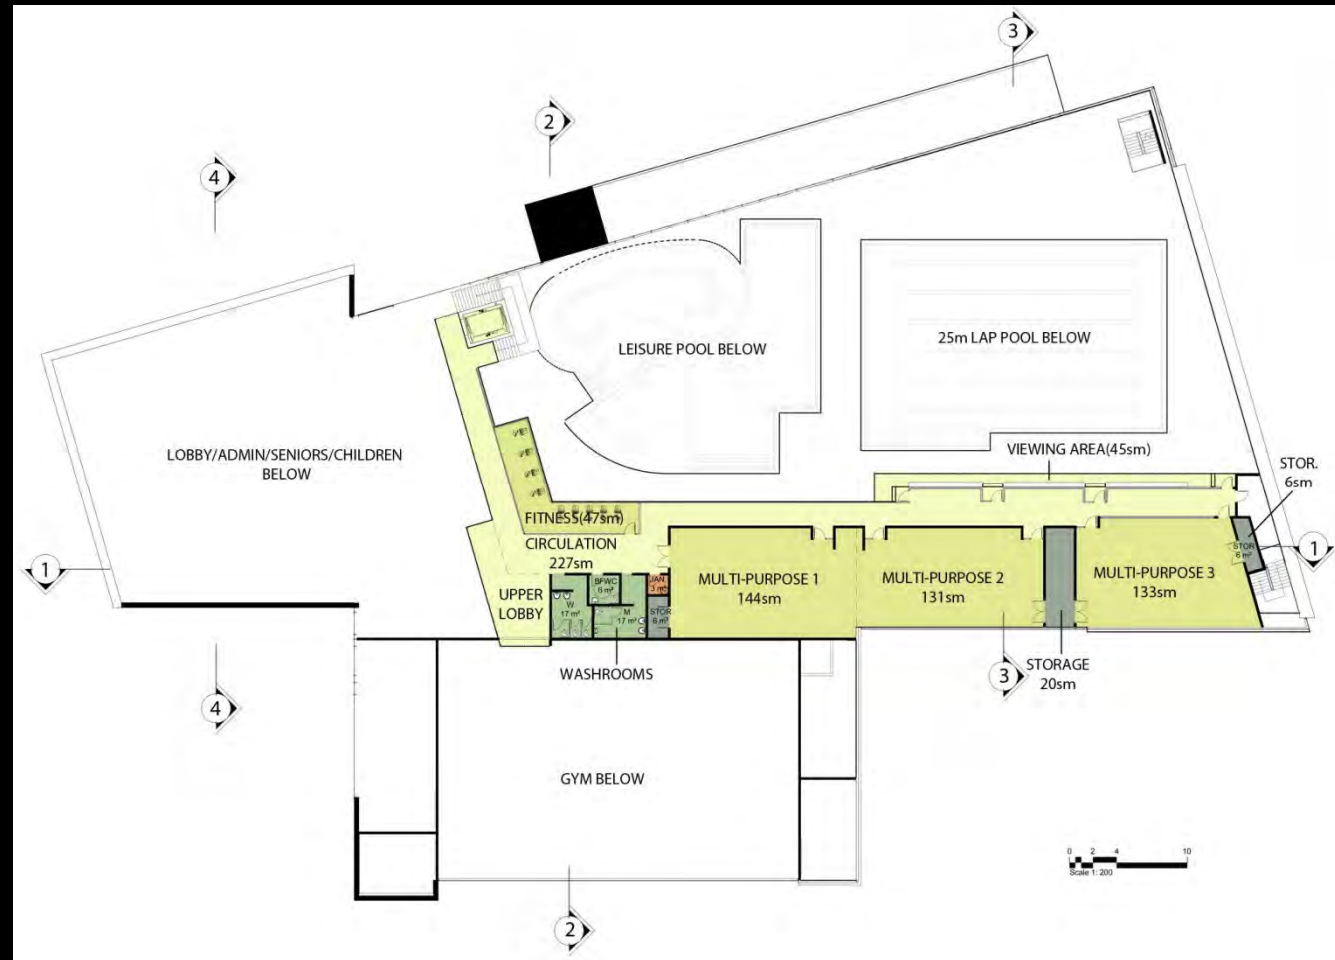 3
2
4
LEISURE POOL BELOW
25m LAP POOL BELOW
LOBBY/ADMIN/SENIORS/CHILDREN
BELOW
VIEWING AREA(45sm)
STOR.
6sm
FITNESS(47sm)
CIRCULATION
227sm
STOR
6 m²
1
1
UPPER
LOBBY
W
17 m²
BFWC
6 m²
M
17 m²
JAN
3 m²
STOR
6 m²
MULTI-PURPOSE 1
144sm
MULTI-PURPOSE 2
131sm
MULTI-PURPOSE 3
133sm
WASHROOMS
3
STORAGE
20sm
4
GYM BELOW
0 2 4 10
Scale 1: 200
2